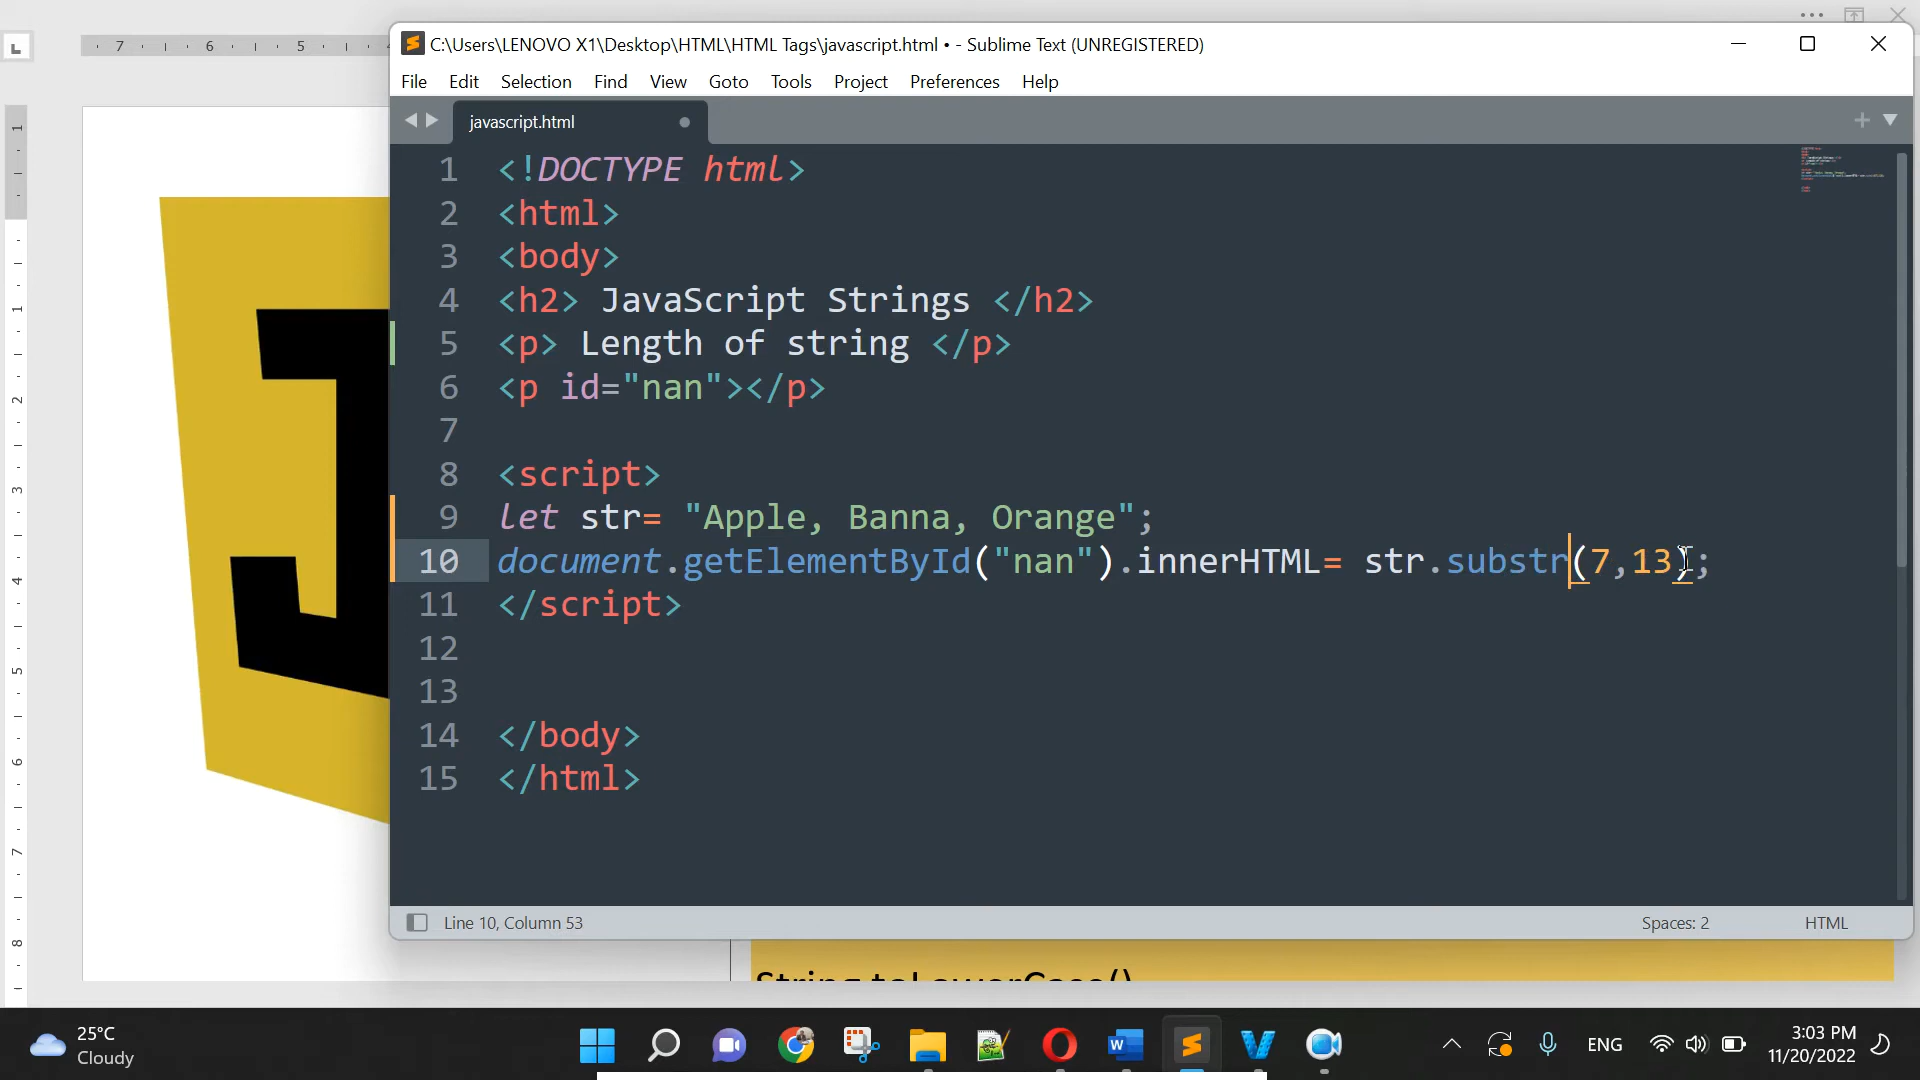 C:\Users\LENOVO X1\Desktop\HTML\HTML Tags\javascript.html • - Sublime Text (UNREGISTERED)
File Edit Selection Find View Goto Tools Project Preferences Help
javascript.html
1 <!DOCTYPE html>
2 <html>
3 <body>
4 <h2> JavaScript Strings </h2>
5 <p> Length of string </p>
6 <p id="nan"></p>
7
8 <script>
9 let str= "Apple, Banna, Orange";
10 document.getElementById("nan").innerHTML= str.substr(7,13);
11 </script>
12
13
14 </body>
15 </html>
Line 10, Column 53 Spaces: 2 HTML
String toLowerCase()
7 6 5
1
1
2
3
4
5
6
7
8
25°C
Cloudy
ENG
3:03 PM
11/20/2022